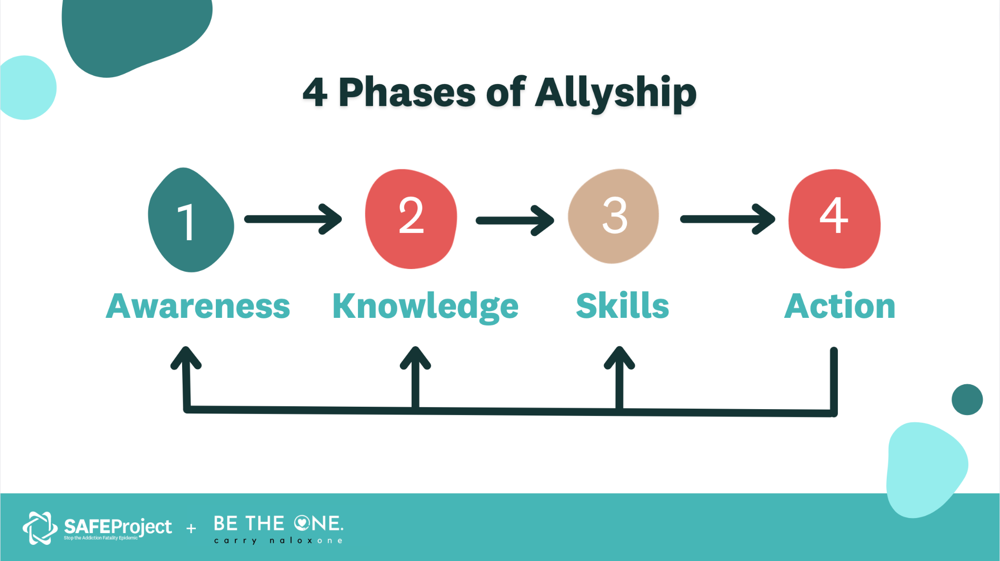 4 Phases of Allyship
1
2
3
4
Awareness
Knowledge
Skills
Action
SAFEProject
Stop the Addiction Fatality Epidemic
+
BE THE ONE.
carry naloxone